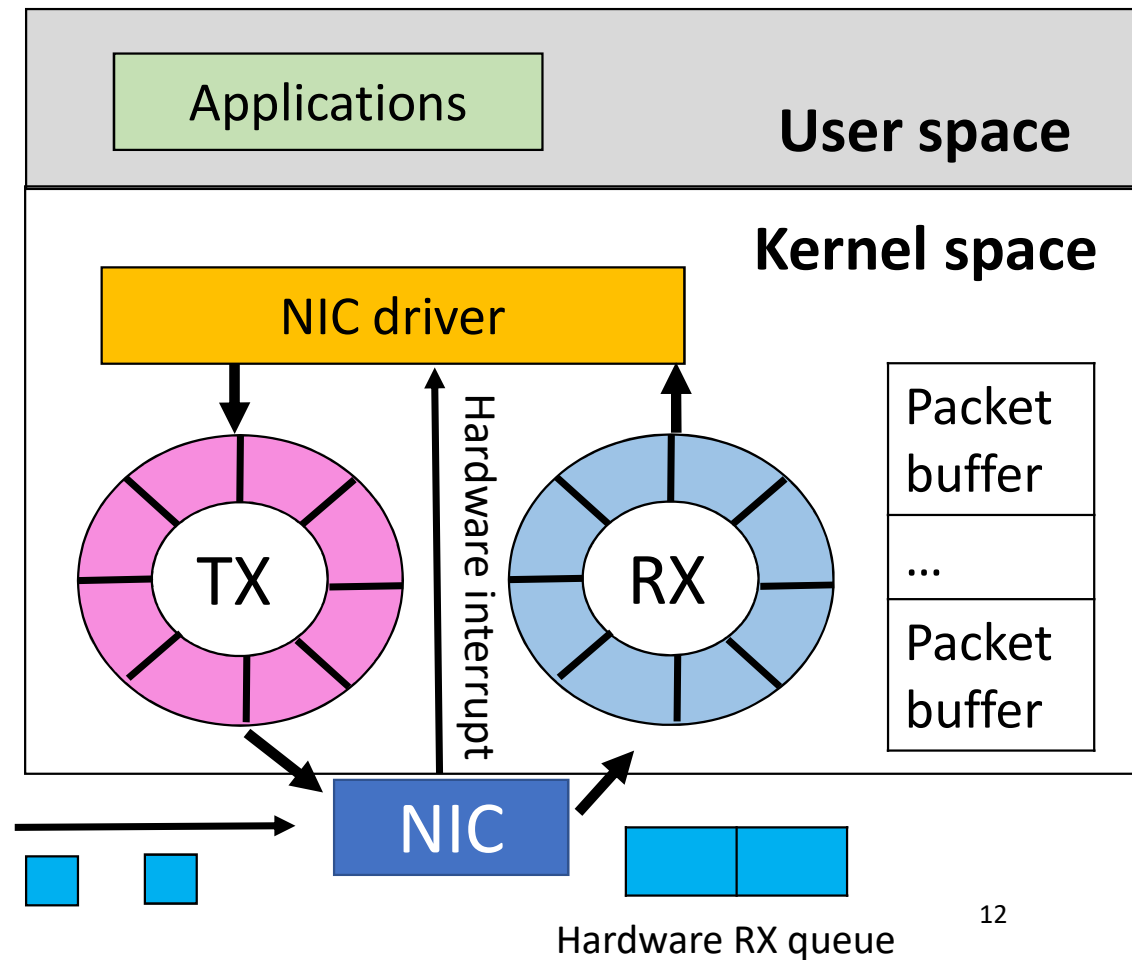 Applications
User space
Kernel space
NIC driver
Hardware interrupt
TX
RX
Packet
buffer
...
Packet
buffer
NIC
Hardware RX queue
12